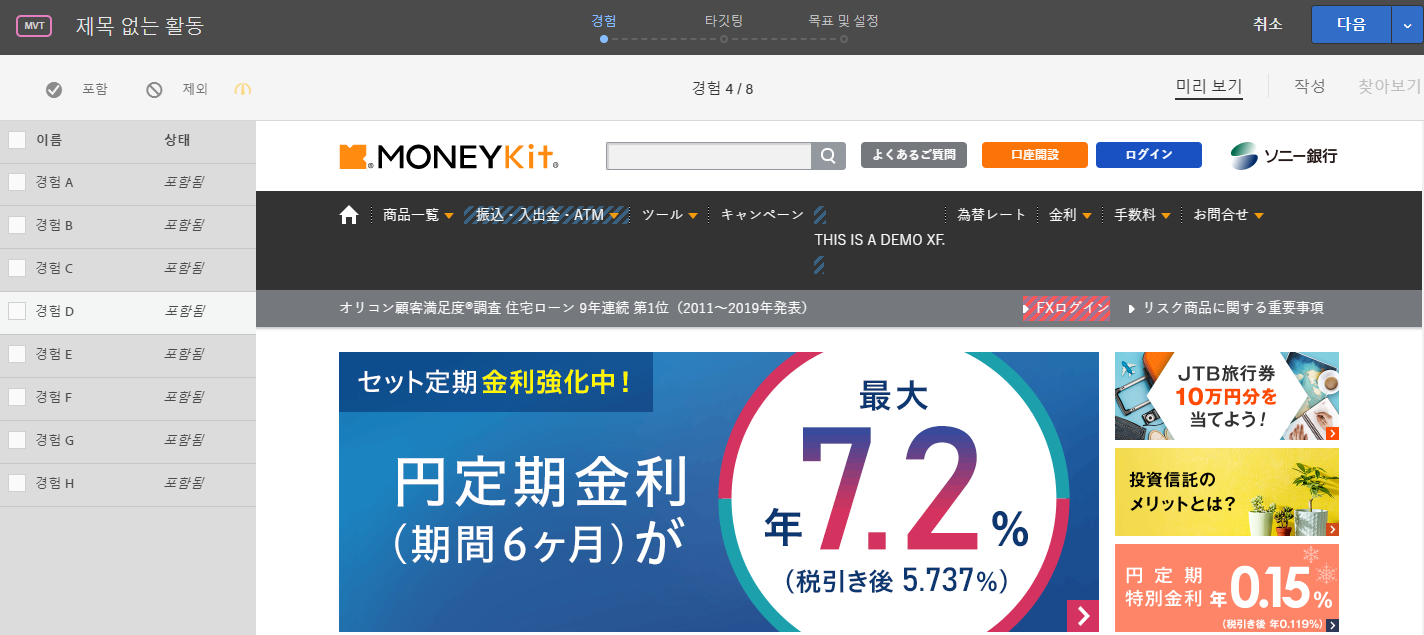 MVT
제목 없는 활동
경험
타깃팅
목표 및 설정
취소
다음
포함
제외
경험 4 / 8
미리 보기
작성
찾아보기
이름 상태
경험 A 포함됨
경험 B 포함됨
경험 C 포함됨
경험 D 포함됨
경험 E 포함됨
경험 F 포함됨
경험 G 포함됨
경험 H 포함됨
MONEYKit
よくあるご質問
口座開設
ログイン
ソニー銀行
商品一覧
振込・入出金・ATM
ツール
キャンペーン
THIS IS A DEMO XF.
為替レート
金利
手数料
お問合せ
オリコン顧客満足度®調査 住宅ローン 9年連続 第1位（2011～2019年発表）
FXログイン
リスク商品に関する重要事項
セット定期 金利強化中！
円定期金利
（期間6ヶ月）が
最大
年7.2%
（税引き後 5.737%）
JTB旅行券
10万円分を
当てよう！
投資信託の
メリットとは？
円定期
特別金利 年0.15%
（税引き後 年0.119%）